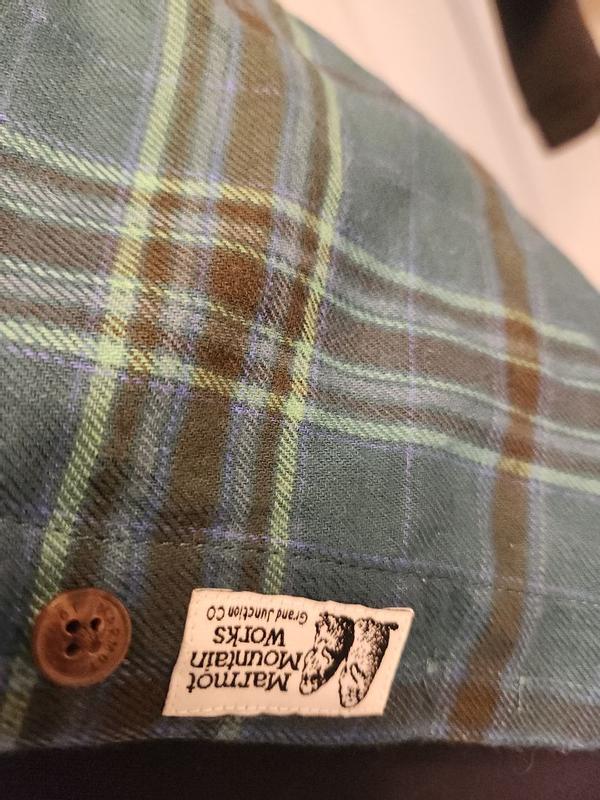 Marmot
Mountain
Works
Grand Junction CO